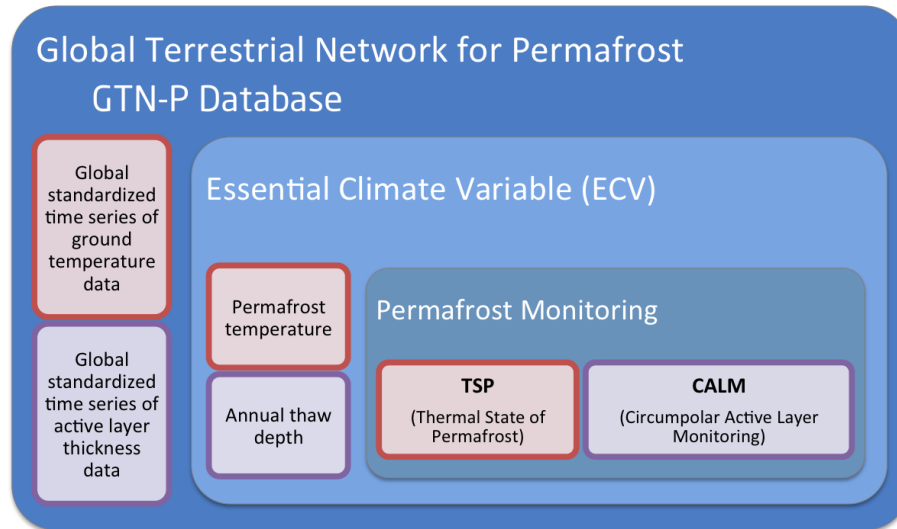 Global Terrestrial Network for Permafrost
GTN-P Database
Global
standardized
time series of
ground
temperature
data
Global
standardized
time series of
active layer
thickness
data
Essential Climate Variable (ECV)
Permafrost
temperature
Annual thaw
depth
Permafrost Monitoring
TSP
(Thermal State of
Permafrost)
CALM
(Circumpolar Active Layer
Monitoring)